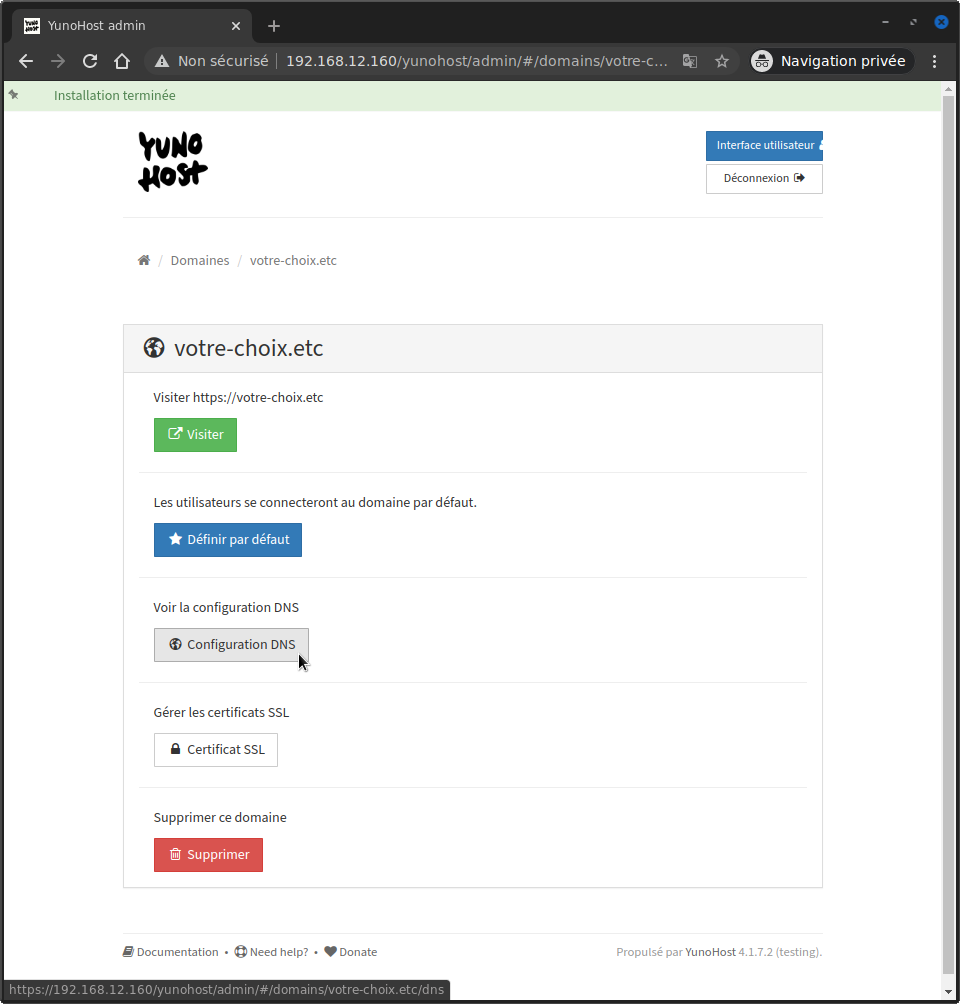 YunoHost admin
Non sécurisé
192.168.12.160/yunohost/admin/#/domains/votre-c...
Navigation privée
Installation terminée
YUNO
HOST
Interface utilisateur
Déconnexion
/ Domaines / votre-choix.etc
votre-choix.etc
Visiter https://votre-choix.etc
Visiter
Les utilisateurs se connecteront au domaine par défaut.
Définir par défaut
Voir la configuration DNS
Configuration DNS
Gérer les certificats SSL
Certificat SSL
Supprimer ce domaine
Supprimer
Documentation • Need help? • Donate
Propulsé par YunoHost 4.1.7.2 (testing).
https://192.168.12.160/yunohost/admin/#/domains/votre-choix.etc/dns